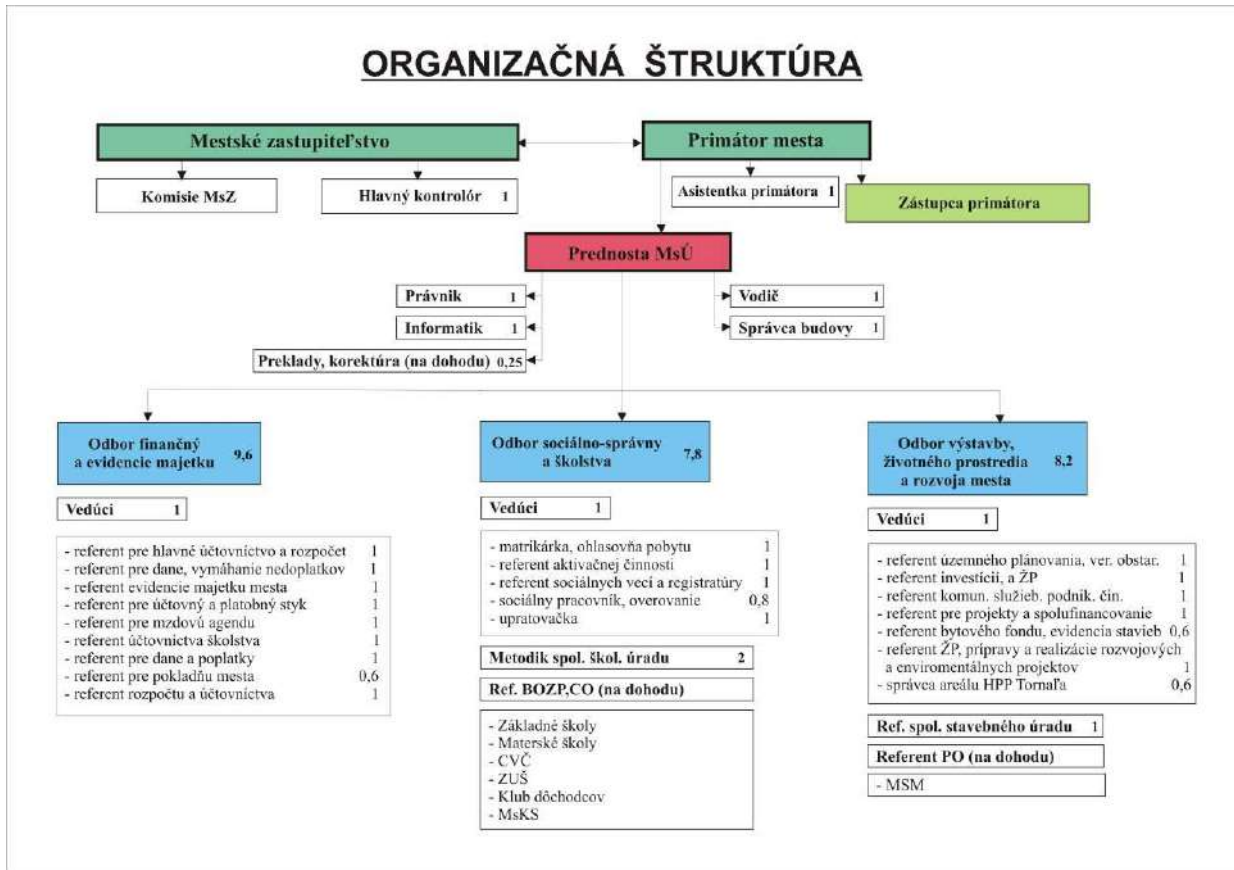 ORGANIZAČNÁ ŠTRUKTÚRA
Mestské zastupiteľstvo
Primátor mesta
Komisie MsZ
Hlavný kontrolór 1
Asistentka primátora 1
Zástupca primátora
Prednosta MsÚ
Právnik 1
Vodič 1
Informatik 1
Správca budovy 1
Preklady, korektúra (na dohodu) 0,25
Odbor finančný
a evidencie majetku 9,6
Vedúci 1
- referent pre hlavné účtovníctvo a rozpočet 1
- referent pre dane, vymáhanie nedoplatkov 1
- referent evidencie majetku mesta 1
- referent pre účtovný a platobný styk 1
- referent pre mzdovú agendu 1
- referent účtovníctva školstva 1
- referent pre dane a poplatky 1
- referent pre pokladňu mesta 0,6
- referent rozpočtu a účtovníctva 1
Odbor sociálno-správny
a školstva 7,8
Vedúci 1
- matrikárka, ohlasovňa pobytu 1
- referent aktivačnej činnosti 1
- referent sociálnych vecí a registratúry 1
- sociálny pracovník, overovanie 0,8
- upratovačka 1
Metodik spol. škol. úradu 2
Ref. BOZP,CO (na dohodu)
- Základné školy
- Materské školy
- CVČ
- ZUŠ
- Klub dôchodcov
- MsKS
Odbor výstavby,
životného prostredia 8,2
a rozvoja mesta
Vedúci 1
- referent územného plánovania, ver. obstar. 1
- referent investícií, a ŽP 1
- referent komun. služieb. podnik. čin. 1
- referent pre projekty a spolufinancovanie 1
- referent bytového fondu, evidencia stavieb 0,6
- referent ŽP, prípravy a realizácie rozvojových
a enviromentálnych projektov 1
- správca areálu HPP Tornaľa 0,6
Ref. spol. stavebného úradu 1
Referent PO (na dohodu)
- MSM